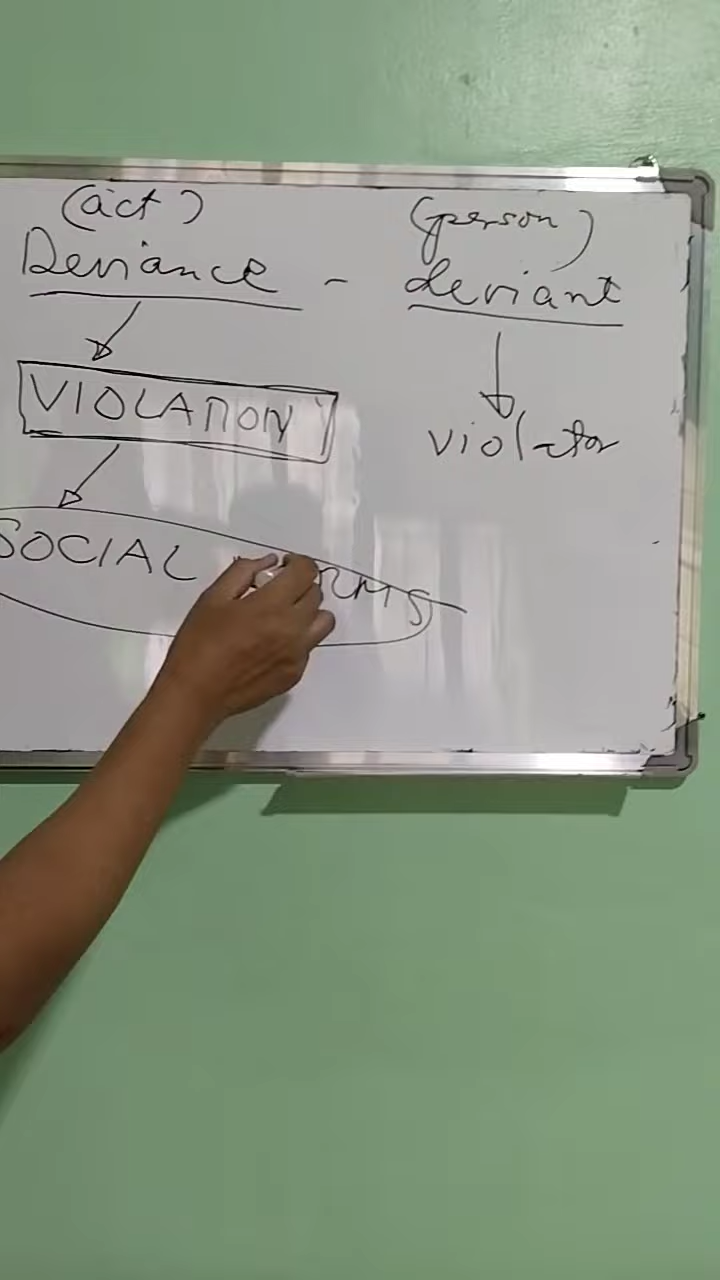 (act) (person)
Deviance - deviant
VIOLATION violator
SOCIAL